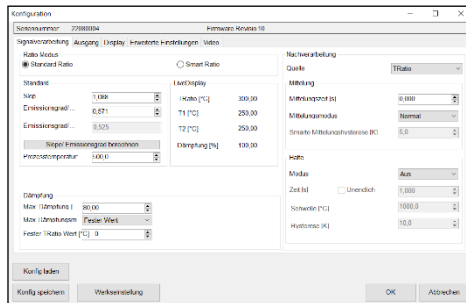 Konfiguration
Seriennummer: 22080004 Firmware Revision 10
Signalverarbeitung Ausgang Display Erweiterte Einstellungen Video
Ratio Modus
Standard Ratio Smart Ratio
Standard
Slop 1,088
Emissionsgrad/... 0,671
Emissionsgrad/... 0,525
Slope/ Emissionsgrad berechnen
Prozesstemperatur 500,0
LiveDisplay
TRatio [°C] 300,00
T1 [°C] 250,00
T2 [°C] 250,00
Dämpfung [%] 100,00
Dämpfung
Max. Dämpfung [ 80,00
Max. Dämpfungsm Fester Wert
Fester TRatio Wert [°C] 0
Nachverarbeitung
Quelle TRatio
Mittelung
Mittelungszeit [s] 0,000
Mittelungsmodus Normal
Smarte Mittelungshysterese [K] 5,0
Halte
Modus Aus
Zeit [s] Unendlich 1,000
Schwelle [°C] 1000,0
Hysterese [K] 10,0
Konfig laden
Konfig speichern Werkseinstellung OK Abbrechen